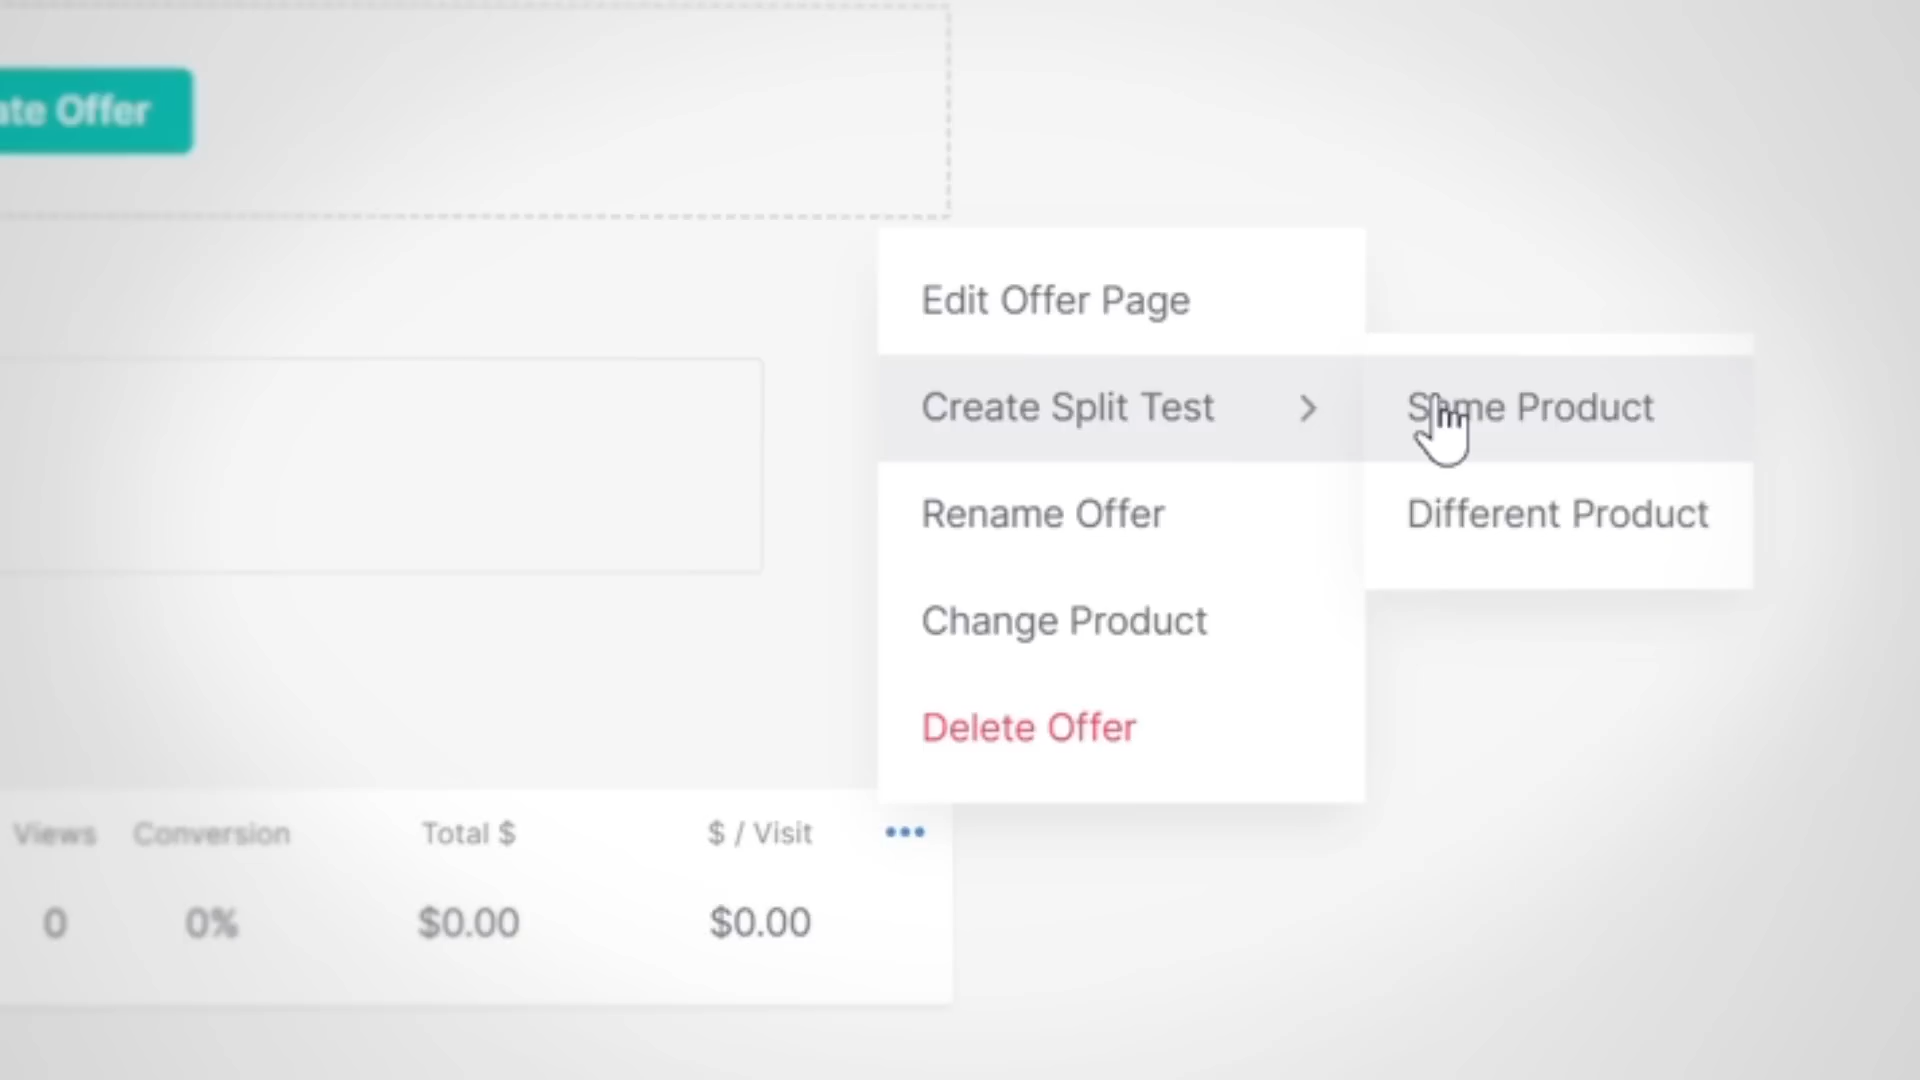 ate Offer
Edit Offer Page
Create Split Test
Same Product
Rename Offer
Different Product
Change Product
Delete Offer
Views Conversion Total $ $ / Visit
0 0% $0.00 $0.00